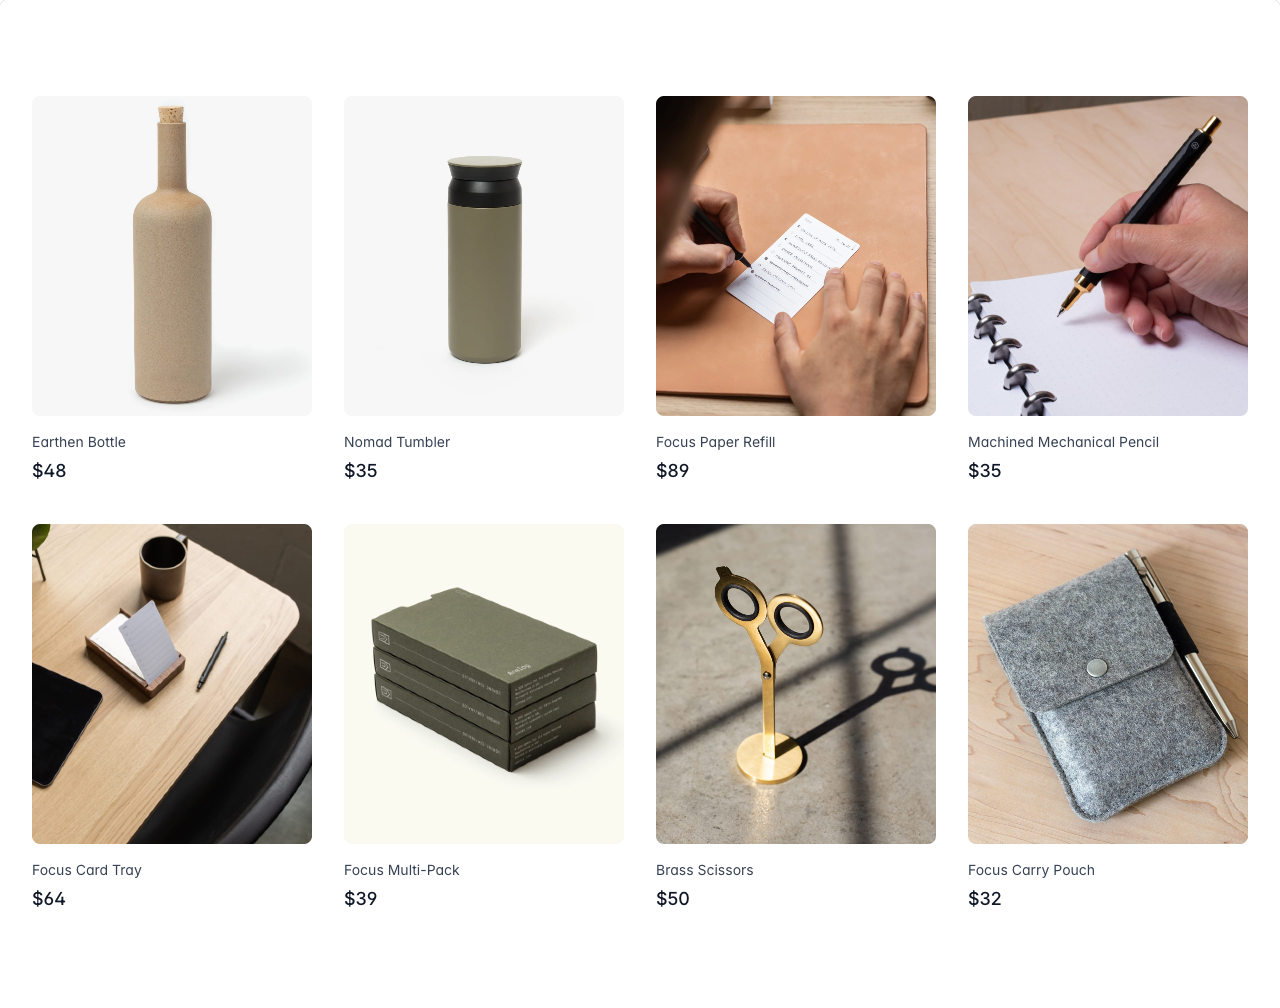 Earthen Bottle
$48
Nomad Tumbler
$35
Focus Paper Refill
$89
Machined Mechanical Pencil
$35
analog
Focus Card Tray
$64
Focus Multi-Pack
$39
Brass Scissors
$50
Focus Carry Pouch
$32